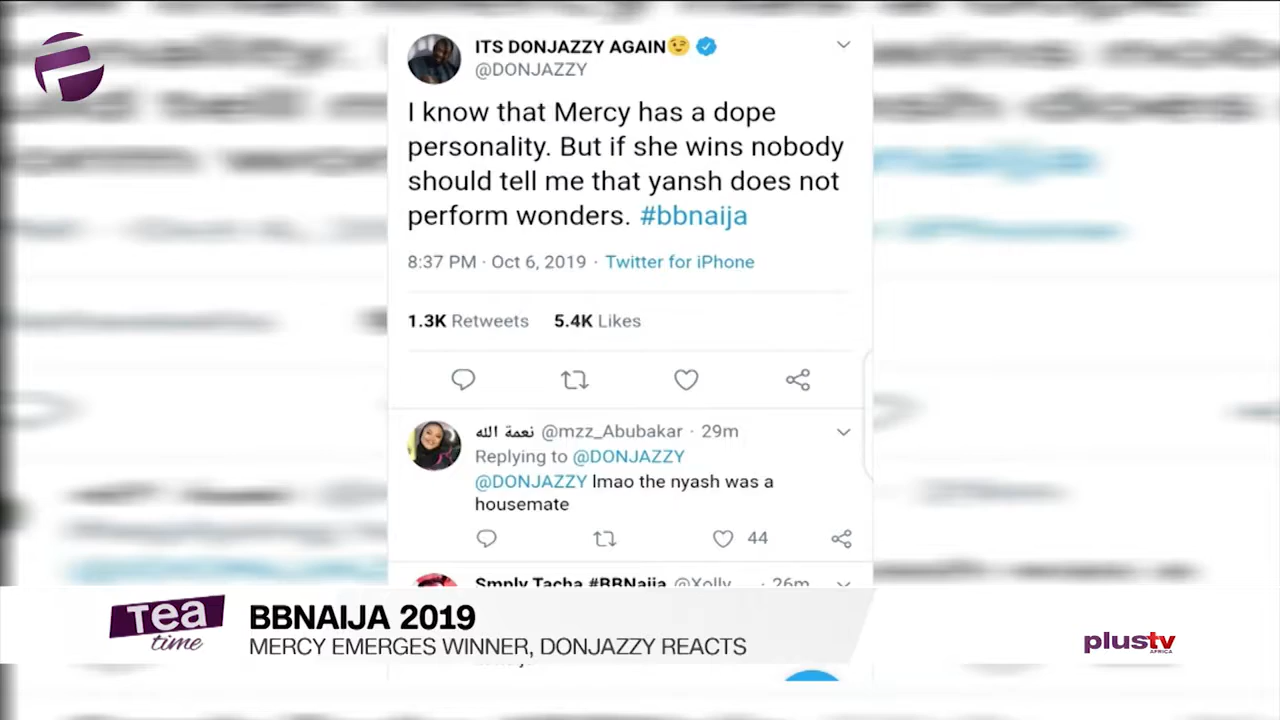 ITS DONJAZZY AGAIN😉
@DONJAZZY
I know that Mercy has a dope
personality. But if she wins nobody
should tell me that yansh does not
perform wonders. #bbnaija
8:37 PM · Oct 6, 2019 · Twitter for iPhone
1.3K Retweets 5.4K Likes
نعمة الله @mzz_Abubakar · 29m
Replying to @DONJAZZY
@DONJAZZY lmao the nyash was a
housemate
44
Smply Tacha #BBNaija @Xolly_ · 26m
Tea
time
BBNAIJA 2019
MERCY EMERGES WINNER, DONJAZZY REACTS
plustv
AFRICA